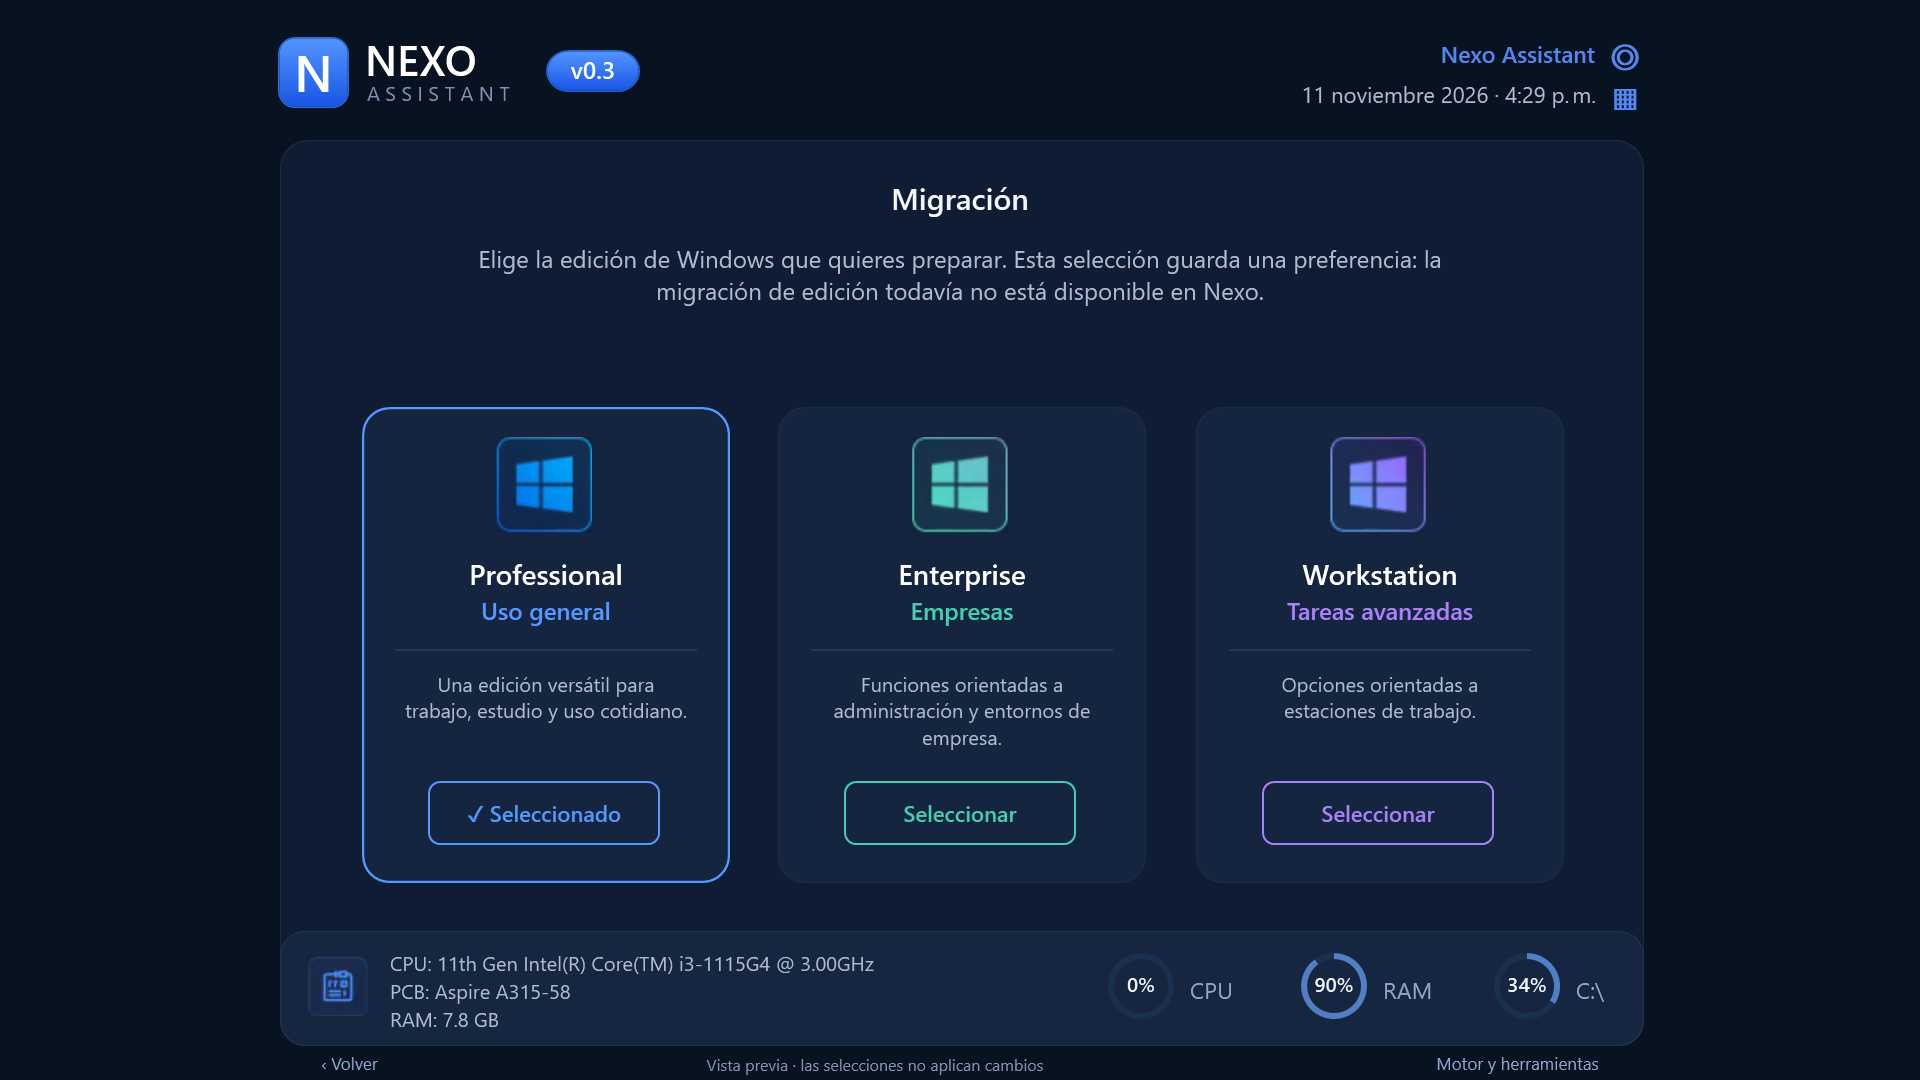 N
NEXO
ASSISTANT
v0.3
Nexo Assistant
11 noviembre 2026 · 4:29 p. m.
Migración
Elige la edición de Windows que quieres preparar. Esta selección guarda una preferencia: la
migración de edición todavía no está disponible en Nexo.
Professional
Uso general
Una edición versátil para
trabajo, estudio y uso cotidiano.
✓ Seleccionado
Enterprise
Empresas
Funciones orientadas a
administración y entornos de
empresa.
Seleccionar
Workstation
Tareas avanzadas
Opciones orientadas a
estaciones de trabajo.
Seleccionar
CPU: 11th Gen Intel(R) Core(TM) i3-1115G4 @ 3.00GHz
PCB: Aspire A315-58
RAM: 7.8 GB
0% CPU
90% RAM
34% C:\
‹ Volver
Vista previa · las selecciones no aplican cambios
Motor y herramientas